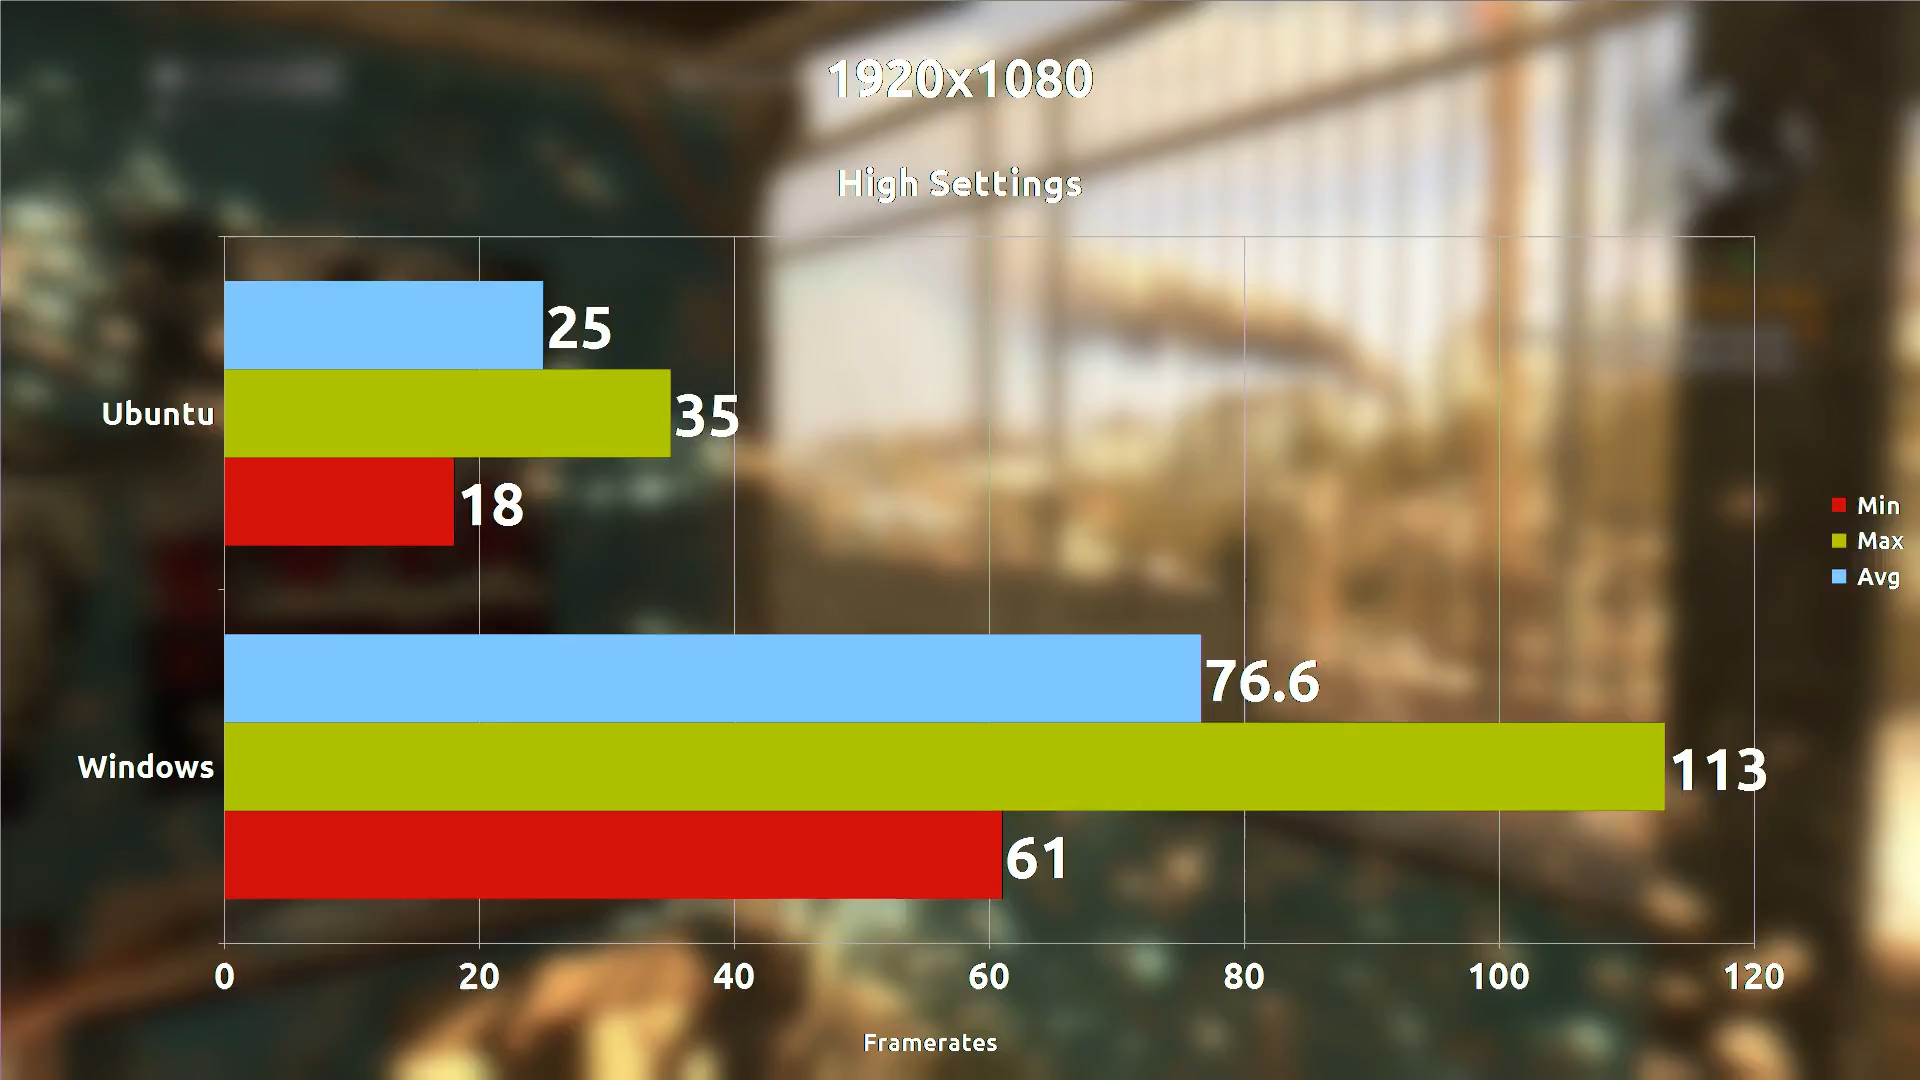 1920x1080
High Settings
25
Ubuntu
35
18
Min
Max
Avg
76.6
Windows
113
61
0 20 40 60 80 100 120
Framerates